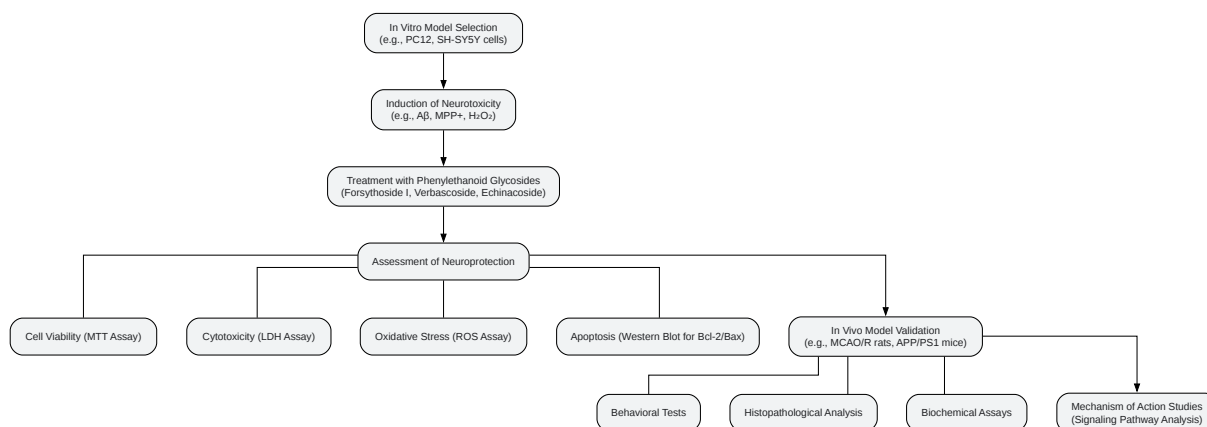 In Vitro Model Selection
(e.g., PC12, SH-SY5Y cells)
Induction of Neurotoxicity
(e.g., Aβ, MPP+, H₂O₂)
Treatment with Phenylethanoid Glycosides
(Forsythoside I, Verbascoside, Echinacoside)
Assessment of Neuroprotection
Cell Viability (MTT Assay)
Cytotoxicity (LDH Assay)
Oxidative Stress (ROS Assay)
Apoptosis (Western Blot for Bcl-2/Bax)
In Vivo Model Validation
(e.g., MCAO/R rats, APP/PS1 mice)
Behavioral Tests
Histopathological Analysis
Biochemical Assays
Mechanism of Action Studies
(Signaling Pathway Analysis)